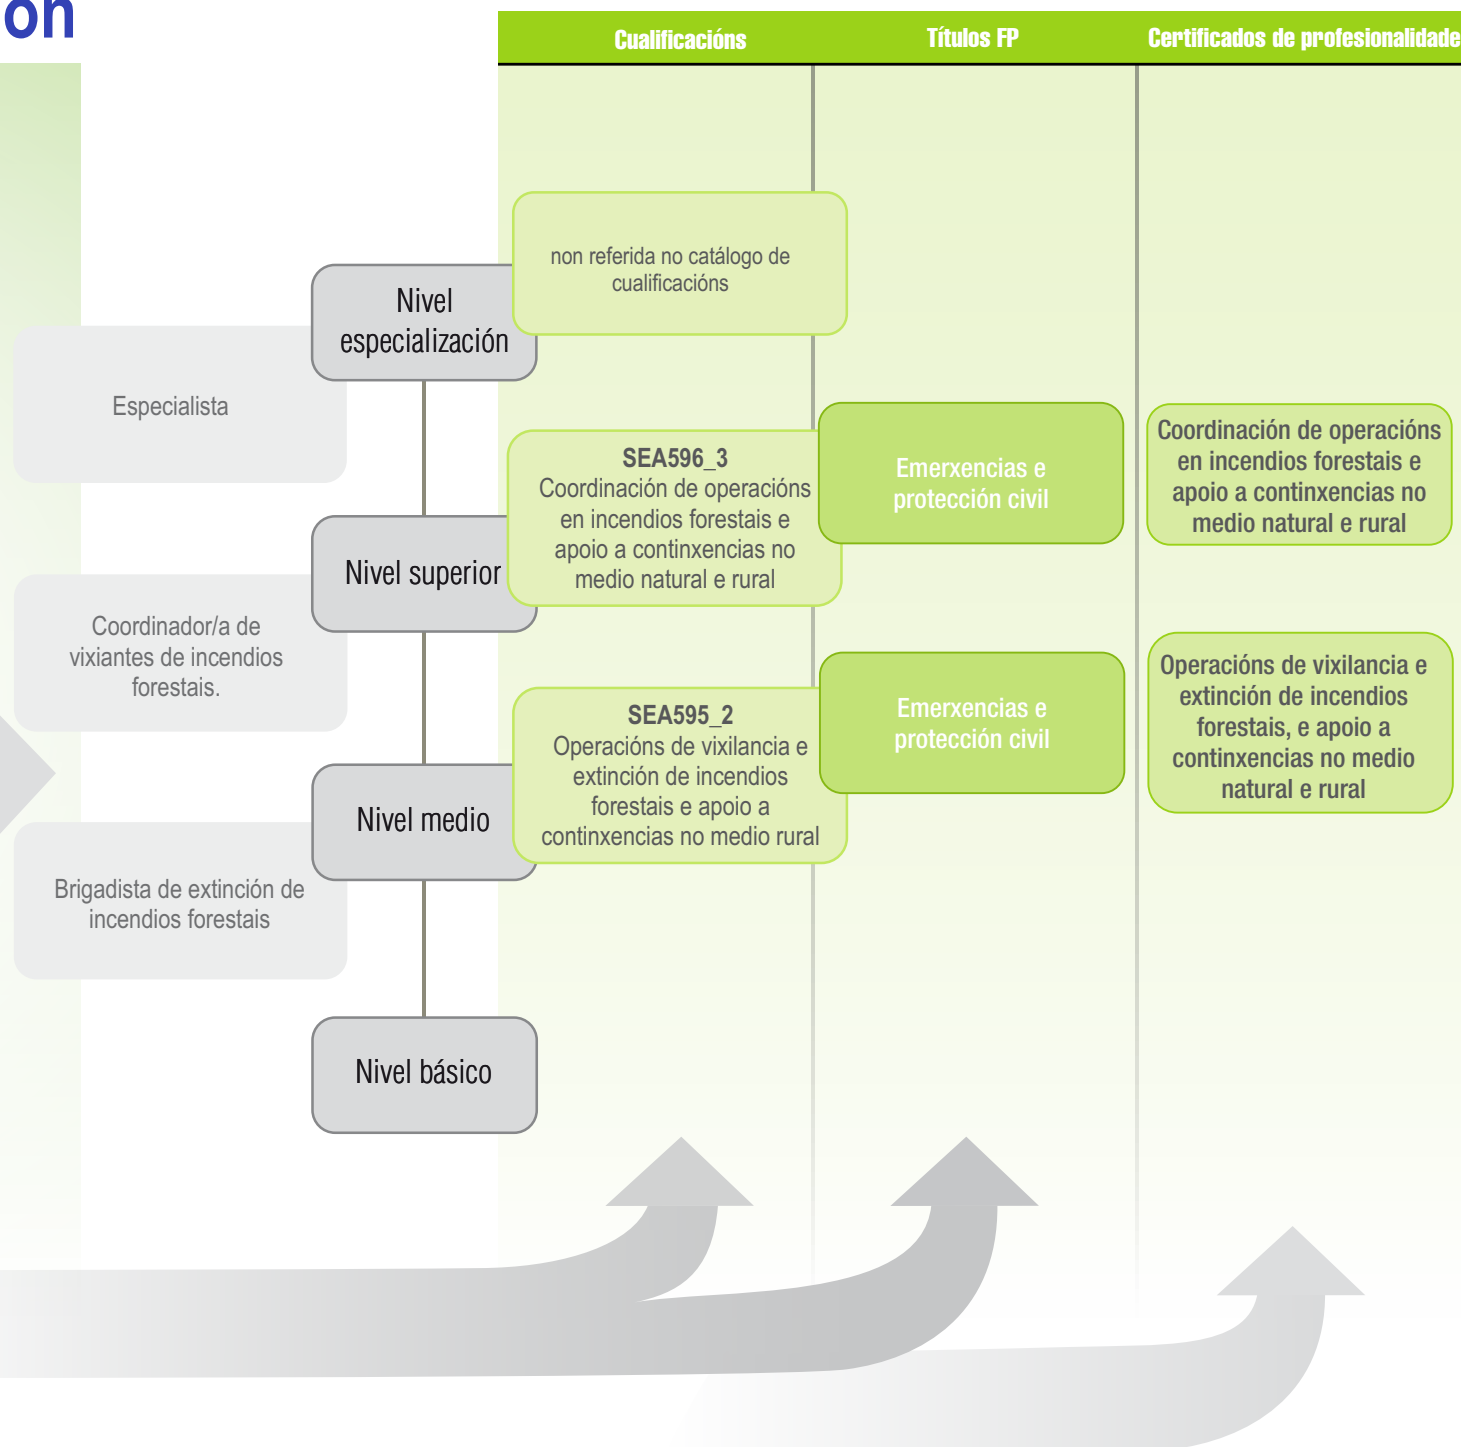 ón
Cualificacións
Títulos FP
Certificados de profesionalidade
non referida no catálogo de
cualificacións
Nivel
especialización
Especialista
SEA596_3
Coordinación de operacións
en incendios forestais e
apoio a continxencias no
medio natural e rural
Emerxencias e
protección civil
Coordinación de operacións
en incendios forestais e
apoio a continxencias no
medio natural e rural
Nivel superior
Coordinador/a de
vixiantes de incendios
forestais.
SEA595_2
Operacións de vixilancia e
extinción de incendios
forestais e apoio a
continxencias no medio rural
Emerxencias e
protección civil
Operacións de vixilancia e
extinción de incendios
forestais, e apoio a
continxencias no medio
natural e rural
Nivel medio
Brigadista de extinción de
incendios forestais
Nivel básico